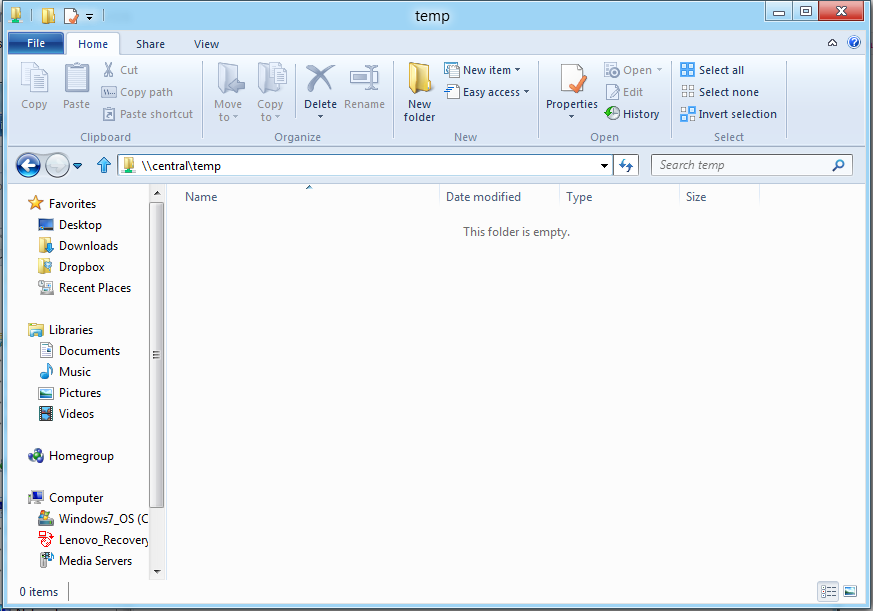 temp
File Home Share View
Copy
Paste
Cut
Copy path
Paste shortcut
Clipboard
Move to
Copy to
Delete
Rename
Organize
New folder
New item
Easy access
New
Properties
Open
Edit
History
Open
Select all
Select none
Invert selection
Select
\\central\temp
Search temp
Name Date modified Type Size
This folder is empty.
Favorites
Desktop
Downloads
Dropbox
Recent Places
Libraries
Documents
Music
Pictures
Videos
Homegroup
Computer
Windows7_OS (C
Lenovo_Recovery
Media Servers
0 items